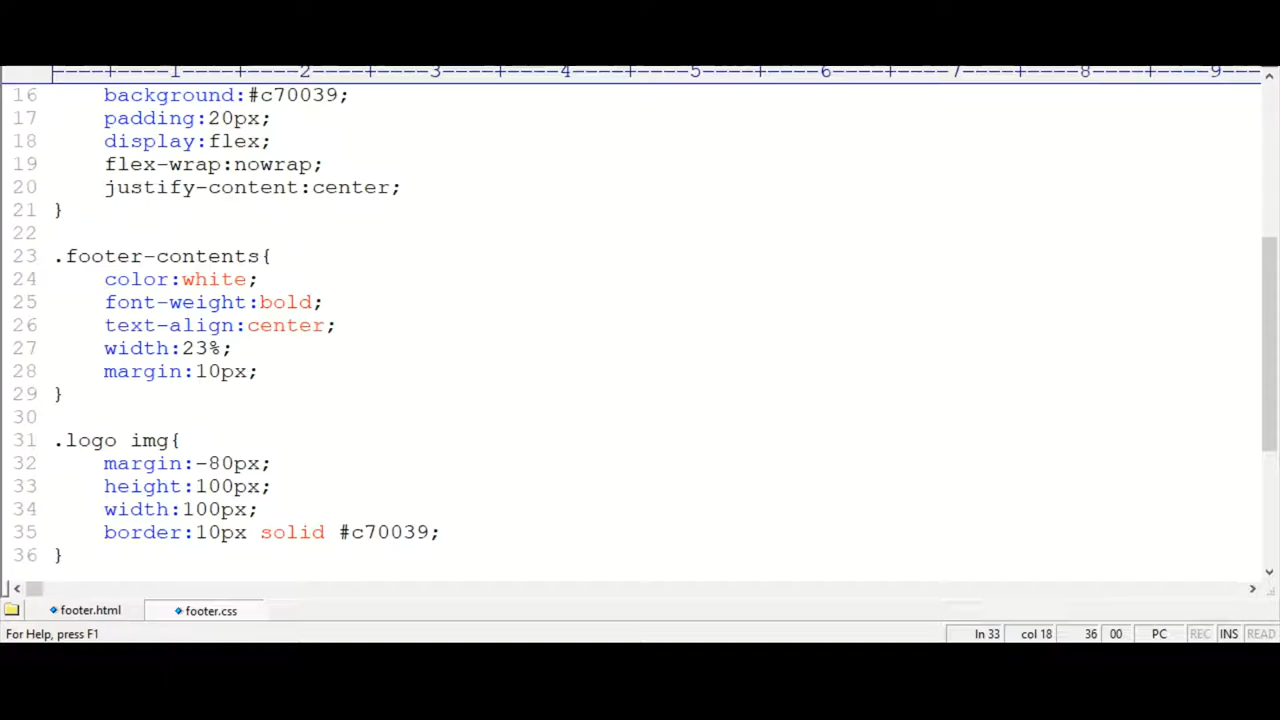 ----+----1----+----2----+----3----+----4----+----5----+----6----+----7----+----8----+----9----
16 background:#c70039;
17 padding:20px;
18 display:flex;
19 flex-wrap:nowrap;
20 justify-content:center;
21 }
22
23 .footer-contents{
24 color:white;
25 font-weight:bold;
26 text-align:center;
27 width:23%;
28 margin:10px;
29 }
30
31 .logo img{
32 margin:-80px;
33 height:100px;
34 width:100px;
35 border:10px solid #c70039;
36 }
footer.html footer.css
For Help, press F1 ln 33 col 18 36 00 PC REC INS READ